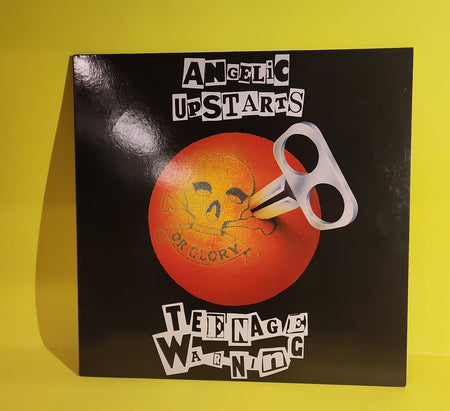 ANGELiC
UPSTARTS
OR GLORY
TEENAGE
WARNinG